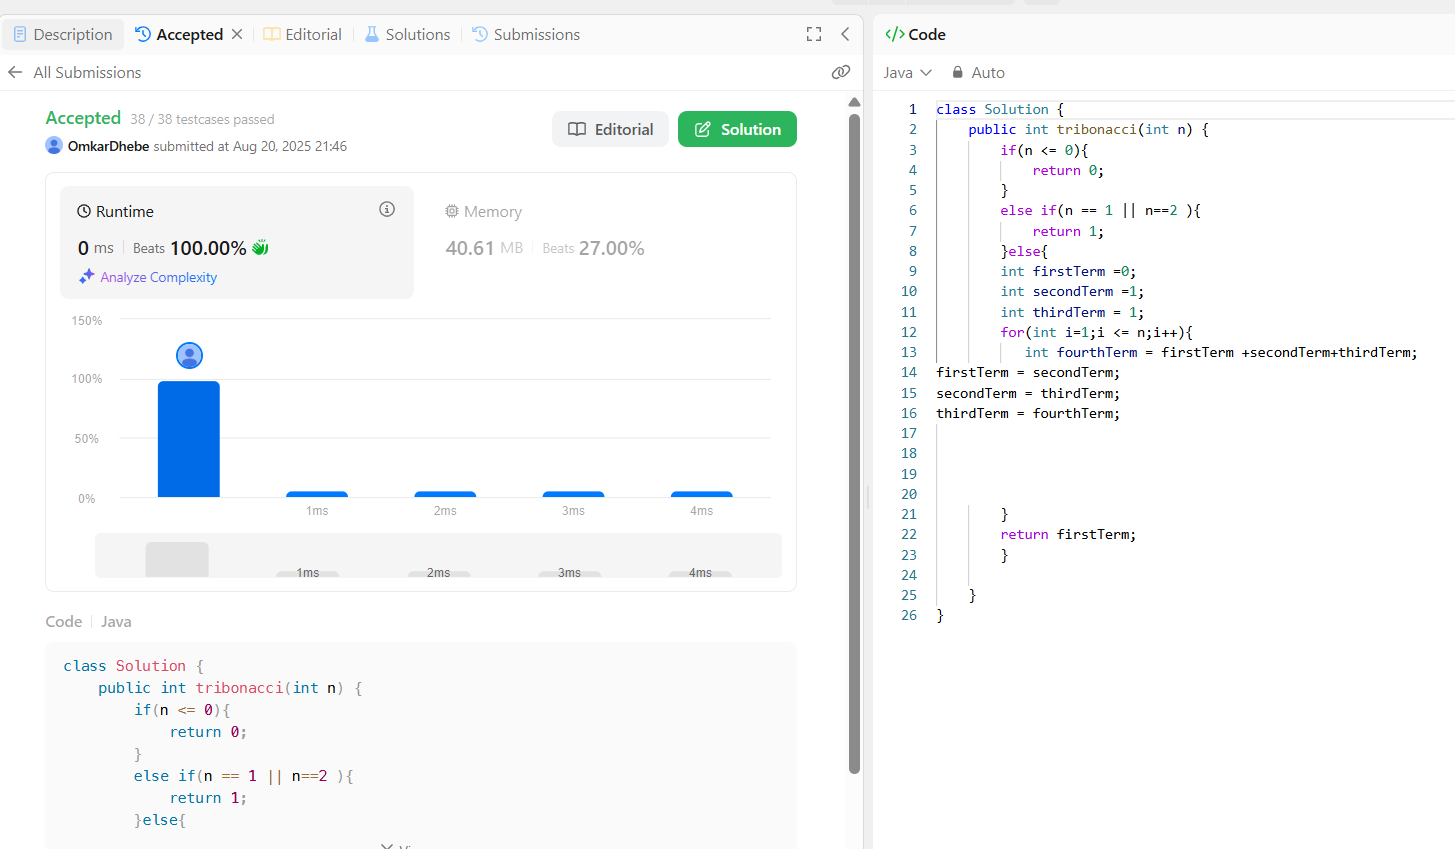 Description
Accepted
Editorial
Solutions
Submissions
All Submissions
Accepted 38 / 38 testcases passed
OmkarDhebe submitted at Aug 20, 2025 21:46
Editorial
Solution
Runtime
0 ms Beats 100.00%
Analyze Complexity
Memory
40.61 MB Beats 27.00%
150%
100%
50%
0%
1ms 2ms 3ms 4ms
1ms 2ms 3ms 4ms
Code Java
class Solution {
    public int tribonacci(int n) {
        if(n <= 0){
            return 0;
        }
        else if(n == 1 || n==2 ){
            return 1;
        }else{
</> Code
Java Auto
1 class Solution {
2     public int tribonacci(int n) {
3         if(n <= 0){
4             return 0;
5         }
6         else if(n == 1 || n==2 ){
7             return 1;
8         }else{
9         int firstTerm =0;
10         int secondTerm =1;
11         int thirdTerm = 1;
12         for(int i=1;i <= n;i++){
13            int fourthTerm = firstTerm +secondTerm+thirdTerm;
14 firstTerm = secondTerm;
15 secondTerm = thirdTerm;
16 thirdTerm = fourthTerm;
17
18
19
20
21         }
22         return firstTerm;
23         }
24
25     }
26 }